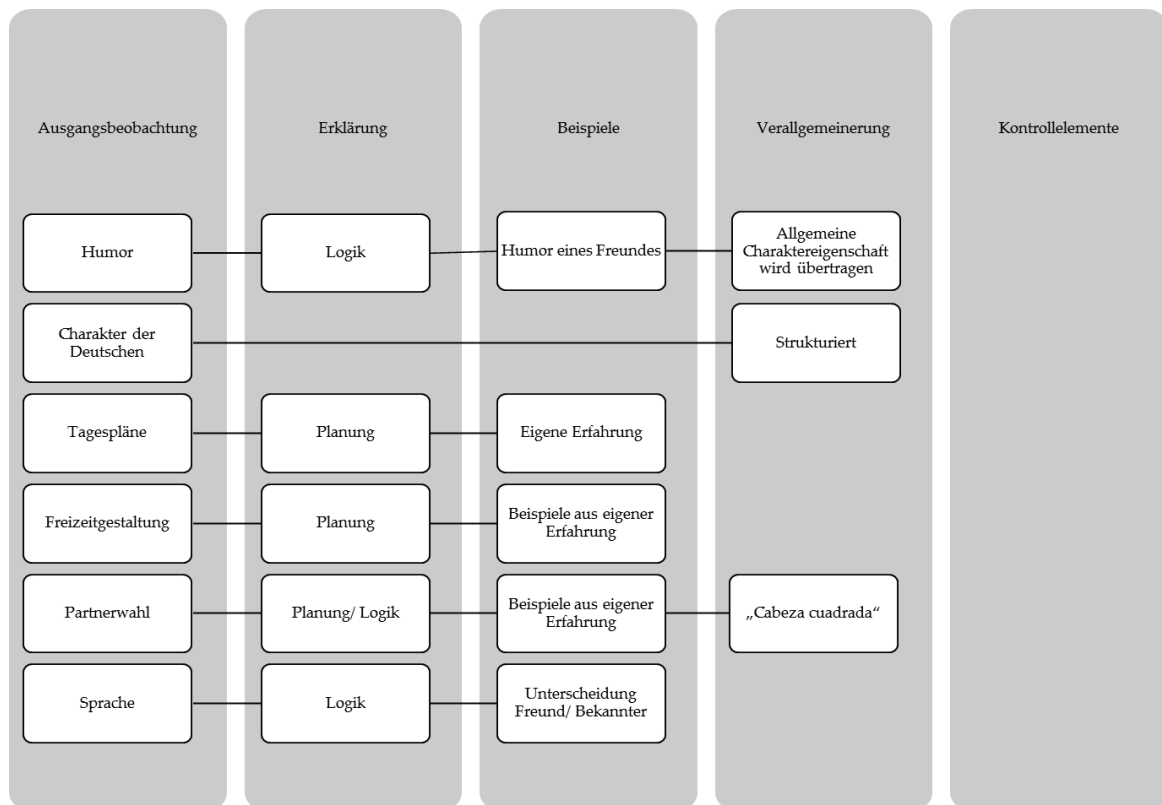 Ausgangsbeobachtung
Erklärung
Beispiele
Verallgemeinerung
Kontrollelemente
Humor
Logik
Humor eines Freundes
Allgemeine
Charaktereigenschaft
wird übertragen
Charakter der
Deutschen
Strukturiert
Tagespläne
Planung
Eigene Erfahrung
Freizeitgestaltung
Planung
Beispiele aus eigener
Erfahrung
Partnerwahl
Planung/ Logik
Beispiele aus eigener
Erfahrung
„Cabeza cuadrada“
Sprache
Logik
Unterscheidung
Freund/ Bekannter